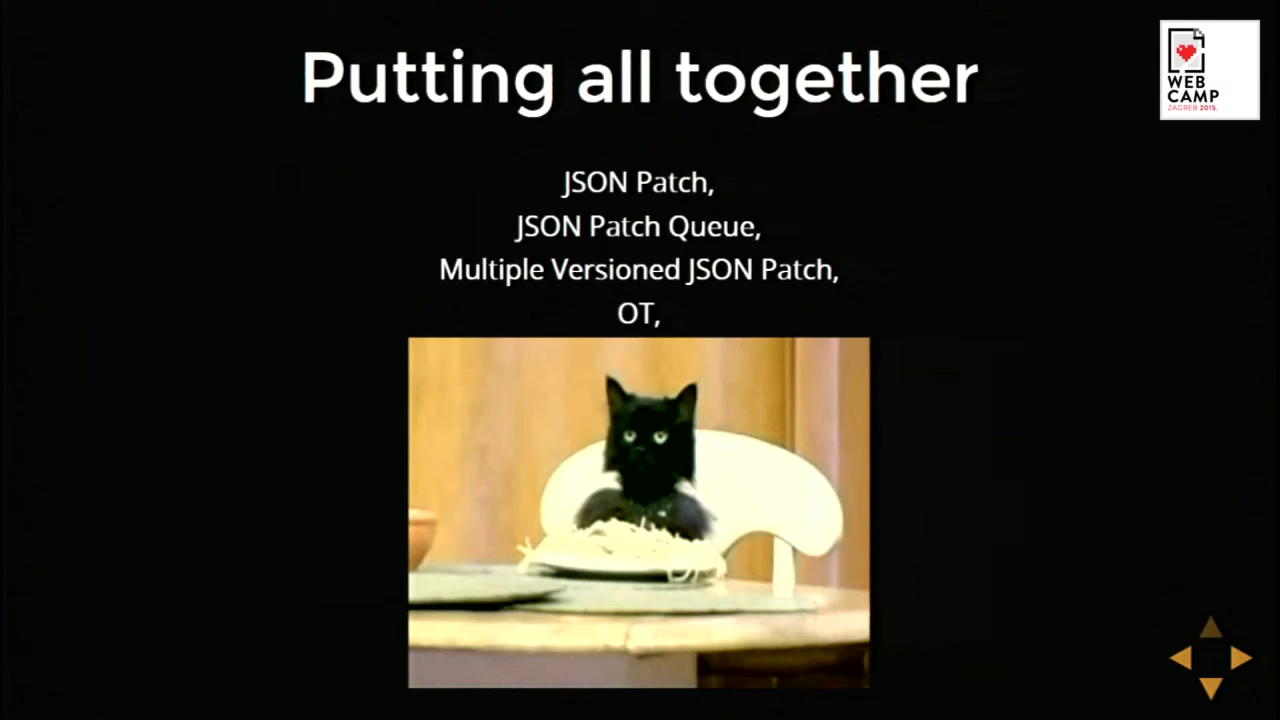 Putting all together
WEB
CAMP
ZAGREB 2015.
JSON Patch,
JSON Patch Queue,
Multiple Versioned JSON Patch,
OT,